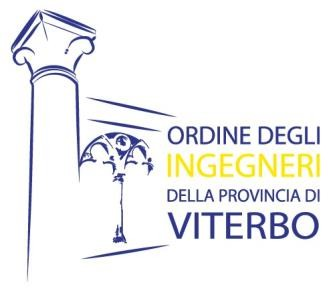 ORDINE DEGLI
INGEGNERI
DELLA PROVINCIA DI
VITERBO